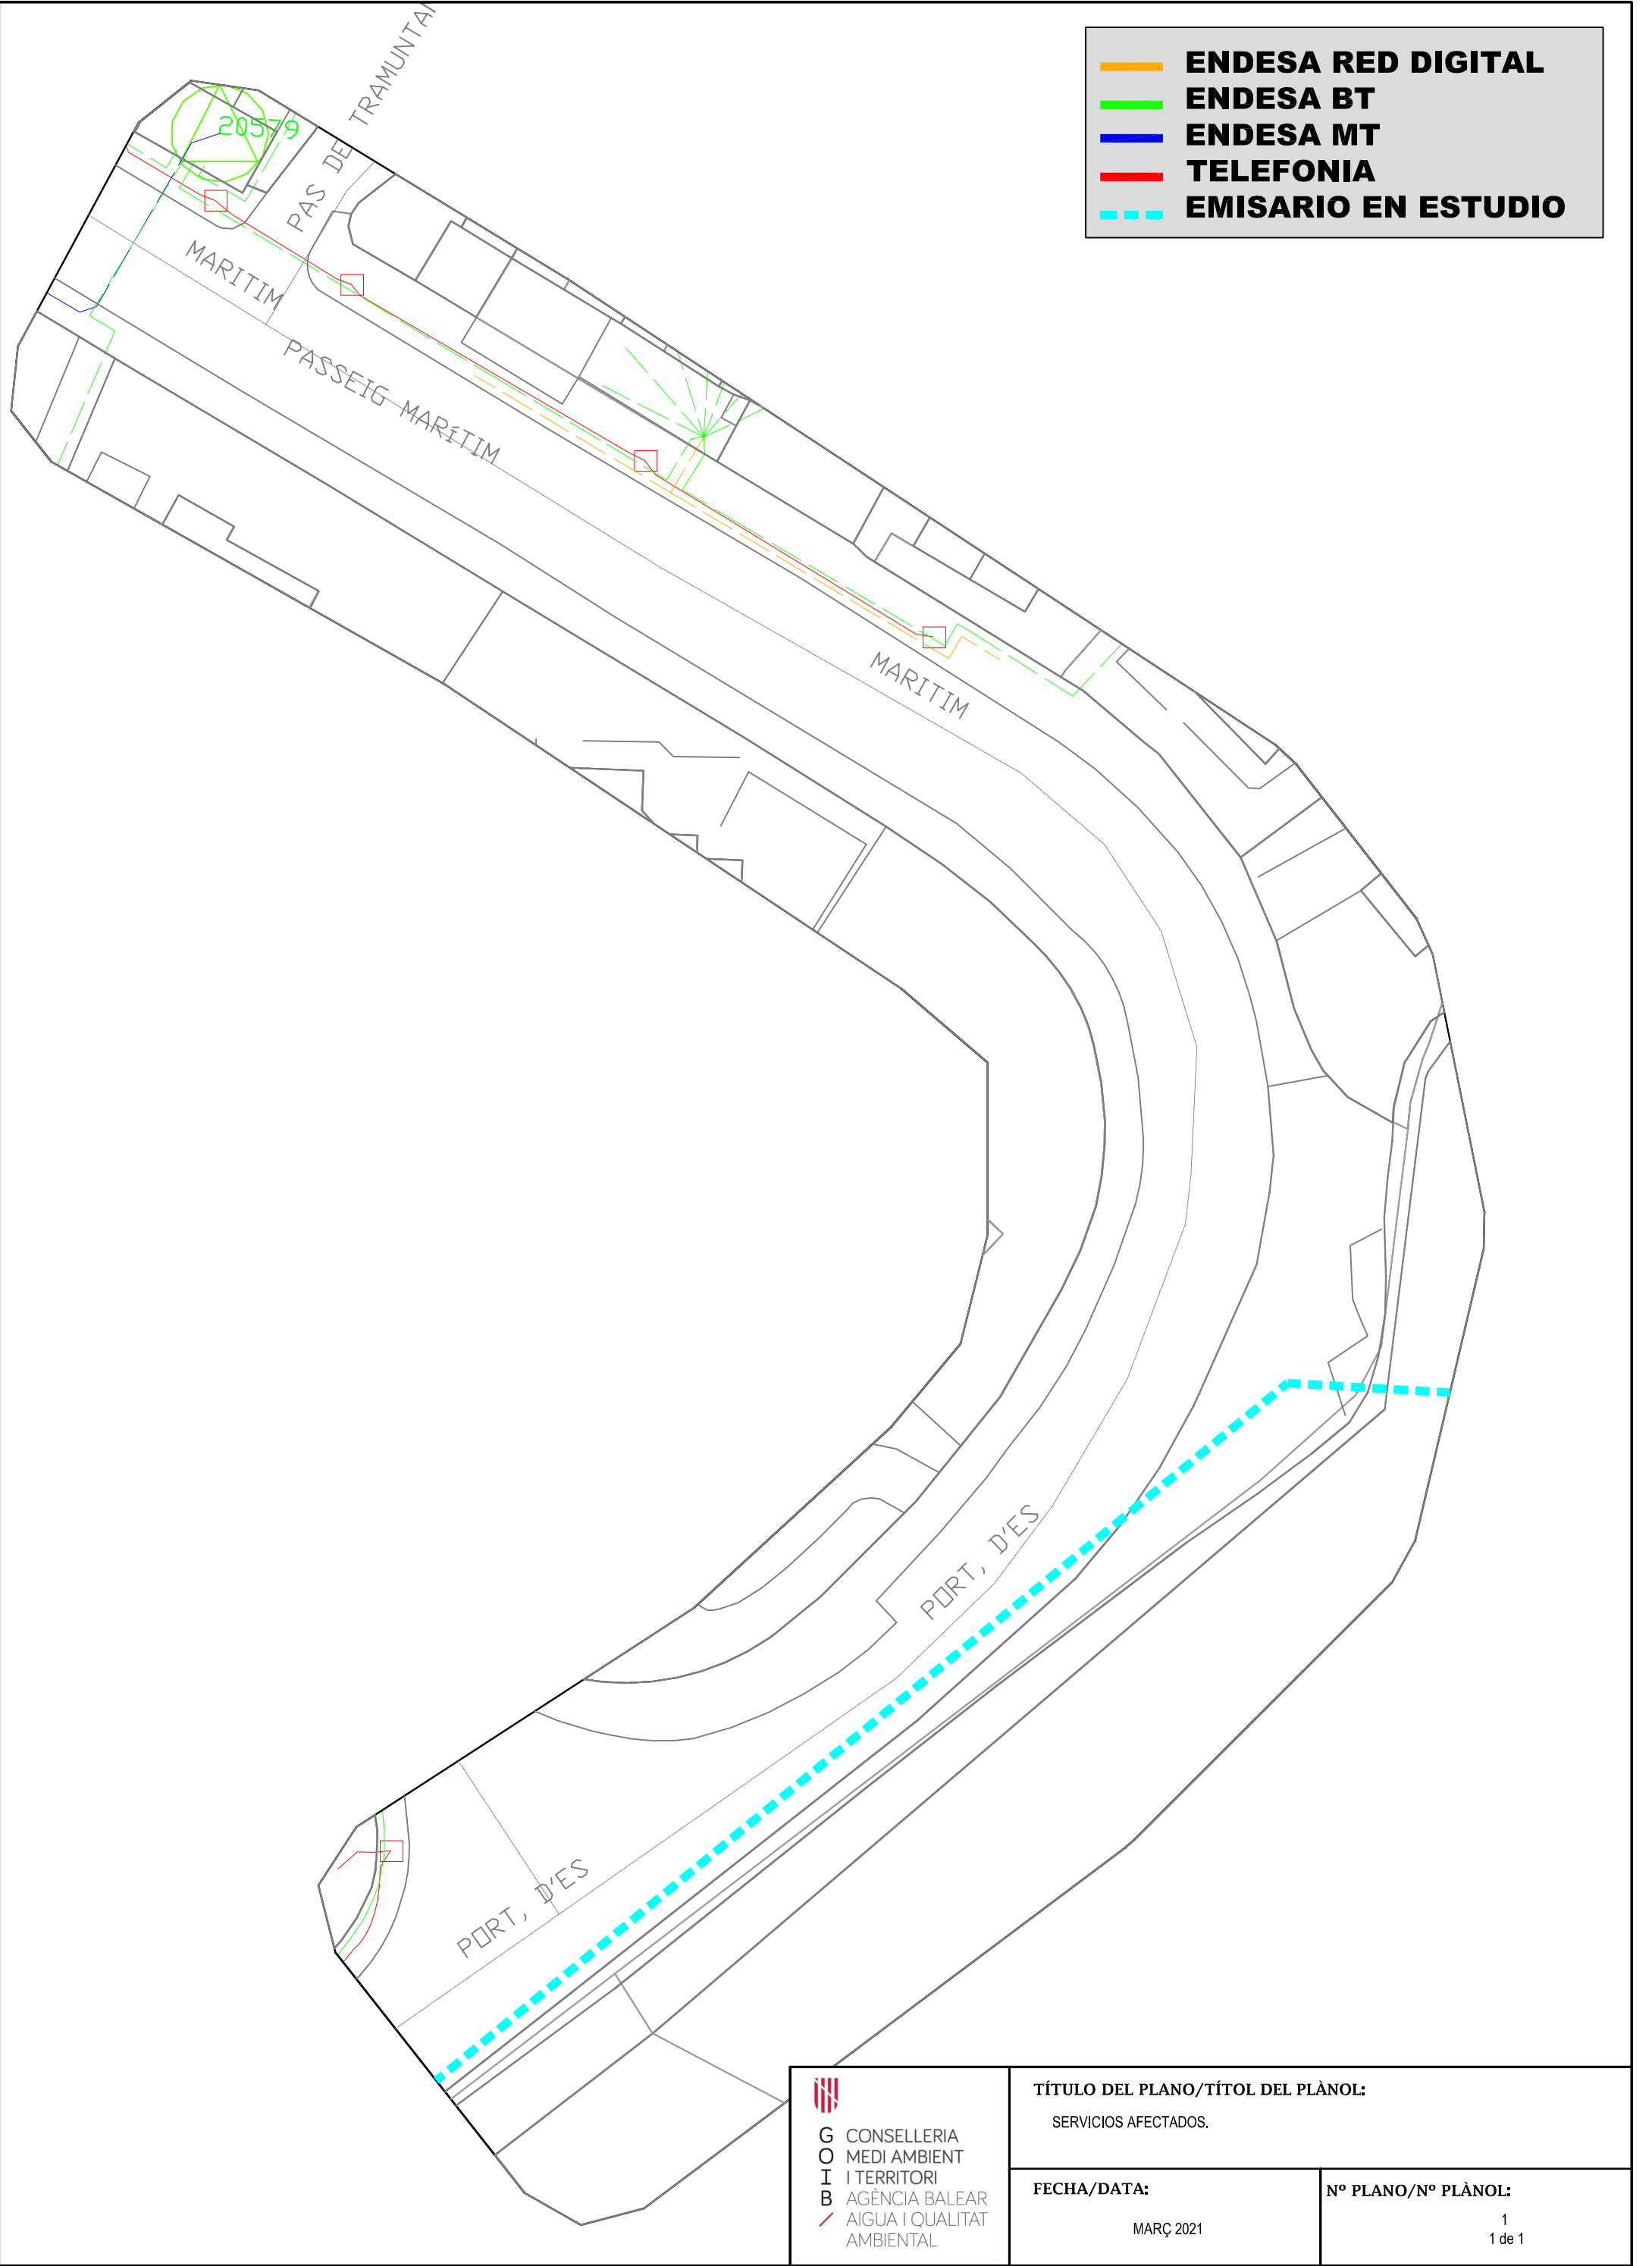 ENDESA RED DIGITAL
ENDESA BT
ENDESA MT
TELEFONIA
EMISARIO EN ESTUDIO
20579
PAS DE TRAMUNTA
MARITIM
PASSEIG MARíTIM
MARITIM
PORT, D'ES
PORT, D'ES
G CONSELLERIA
O MEDI AMBIENT
I I TERRITORI
B AGÈNCIA BALEAR
/ AIGUA I QUALITAT
AMBIENTAL
TÍTULO DEL PLANO/TÍTOL DEL PLÀNOL:
SERVICIOS AFECTADOS.
FECHA/DATA:
MARÇ 2021
Nº PLANO/Nº PLÀNOL:
1
1 de 1